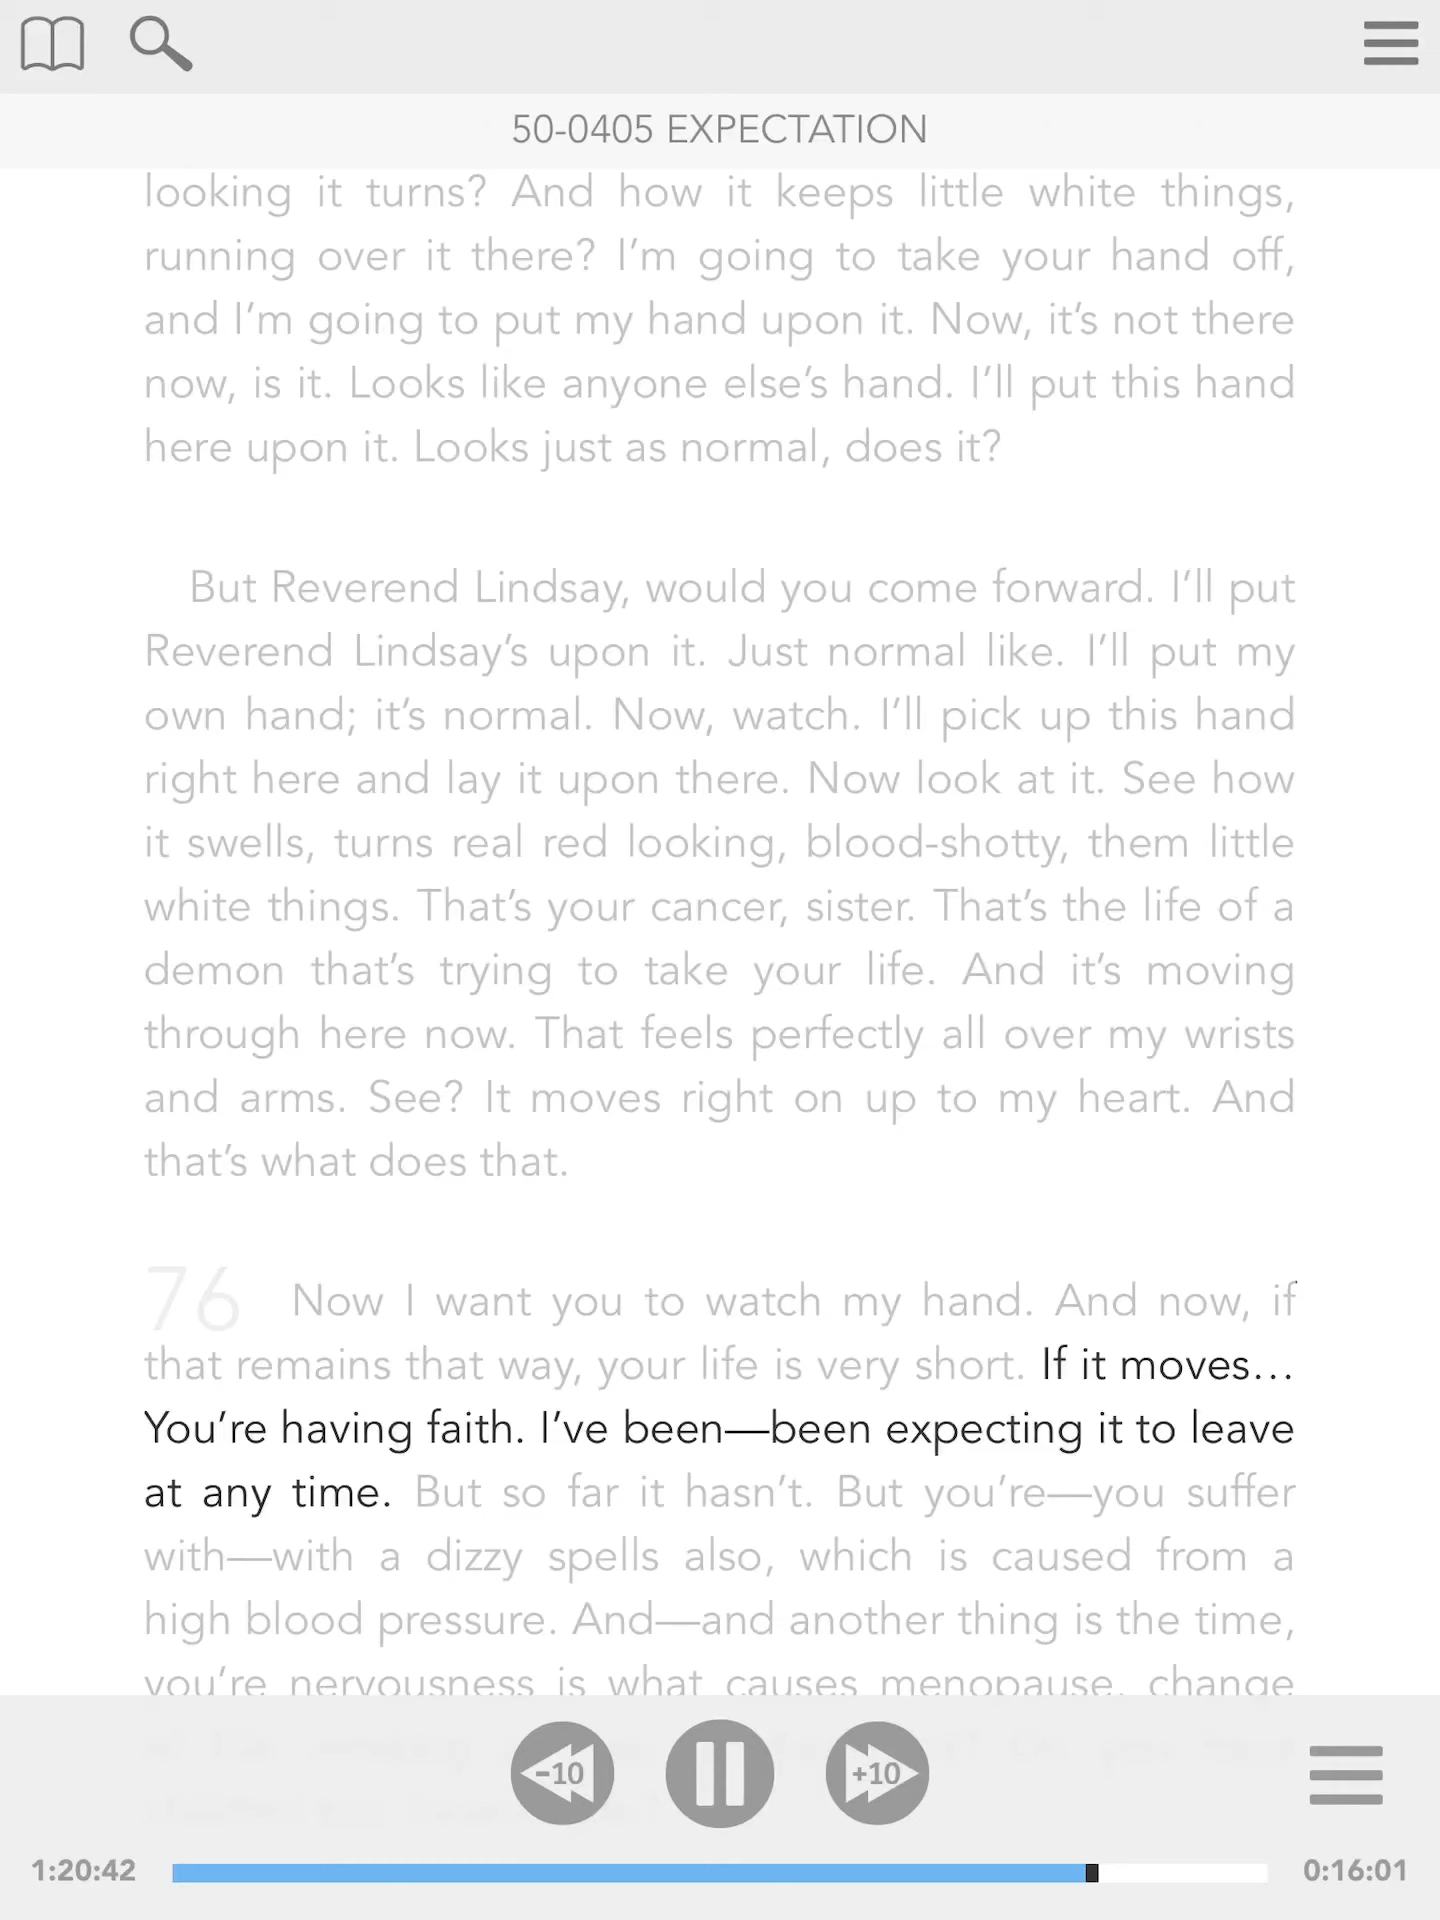 50-0405 EXPECTATION
looking it turns? And how it keeps little white things,
running over it there? I’m going to take your hand off,
and I’m going to put my hand upon it. Now, it’s not there
now, is it. Looks like anyone else’s hand. I’ll put this hand
here upon it. Looks just as normal, does it?
But Reverend Lindsay, would you come forward. I’ll put
Reverend Lindsay’s upon it. Just normal like. I’ll put my
own hand; it’s normal. Now, watch. I’ll pick up this hand
right here and lay it upon there. Now look at it. See how
it swells, turns real red looking, blood-shotty, them little
white things. That’s your cancer, sister. That’s the life of a
demon that’s trying to take your life. And it’s moving
through here now. That feels perfectly all over my wrists
and arms. See? It moves right on up to my heart. And
that’s what does that.
76 Now I want you to watch my hand. And now, if
that remains that way, your life is very short. If it moves…
You’re having faith. I’ve been—been expecting it to leave
at any time. But so far it hasn’t. But you’re—you suffer
with—with a dizzy spells also, which is caused from a
high blood pressure. And—and another thing is the time,
you’re nervousness is what causes menopause, change
-10 +10
1:20:42 0:16:01